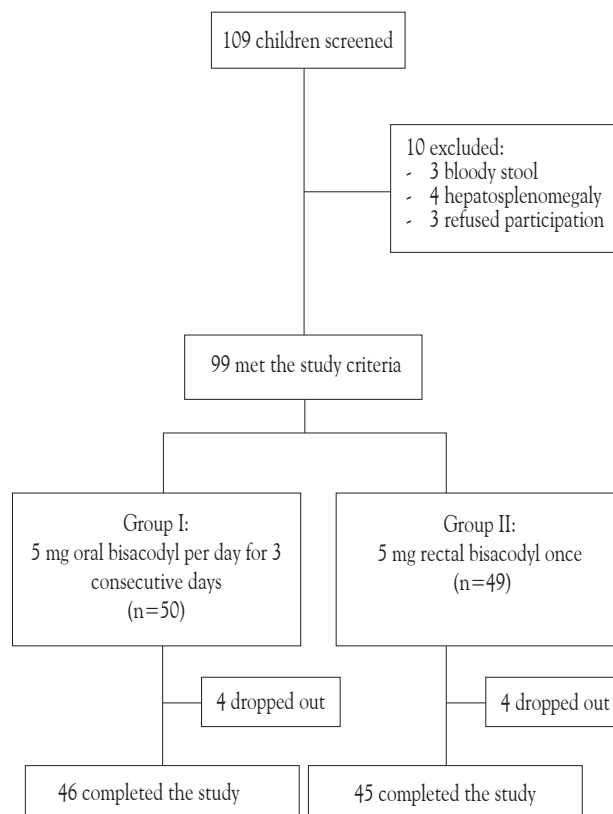 109 children screened
10 excluded:
- 3 bloody stool
- 4 hepatosplenomegaly
- 3 refused participation
99 met the study criteria
Group I:
5 mg oral bisacodyl per day for 3
consecutive days
(n=50)
Group II:
5 mg rectal bisacodyl once
(n=49)
4 dropped out
4 dropped out
46 completed the study
45 completed the study